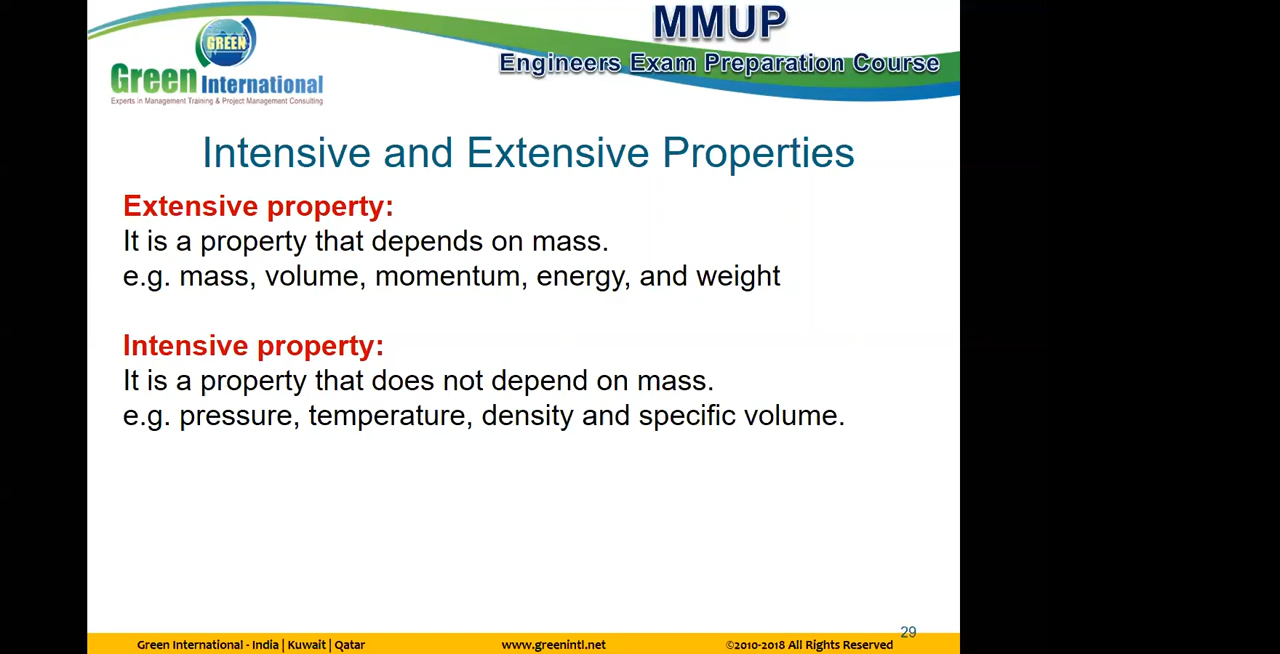 MMUP
Engineers Exam Preparation Course
GREEN
Green International
Experts in Management Training & Project Management Consulting
Intensive and Extensive Properties
Extensive property:
It is a property that depends on mass.
e.g. mass, volume, momentum, energy, and weight
Intensive property:
It is a property that does not depend on mass.
e.g. pressure, temperature, density and specific volume.
29
Green International - India | Kuwait | Qatar
www.greenintl.net
©2010-2018 All Rights Reserved